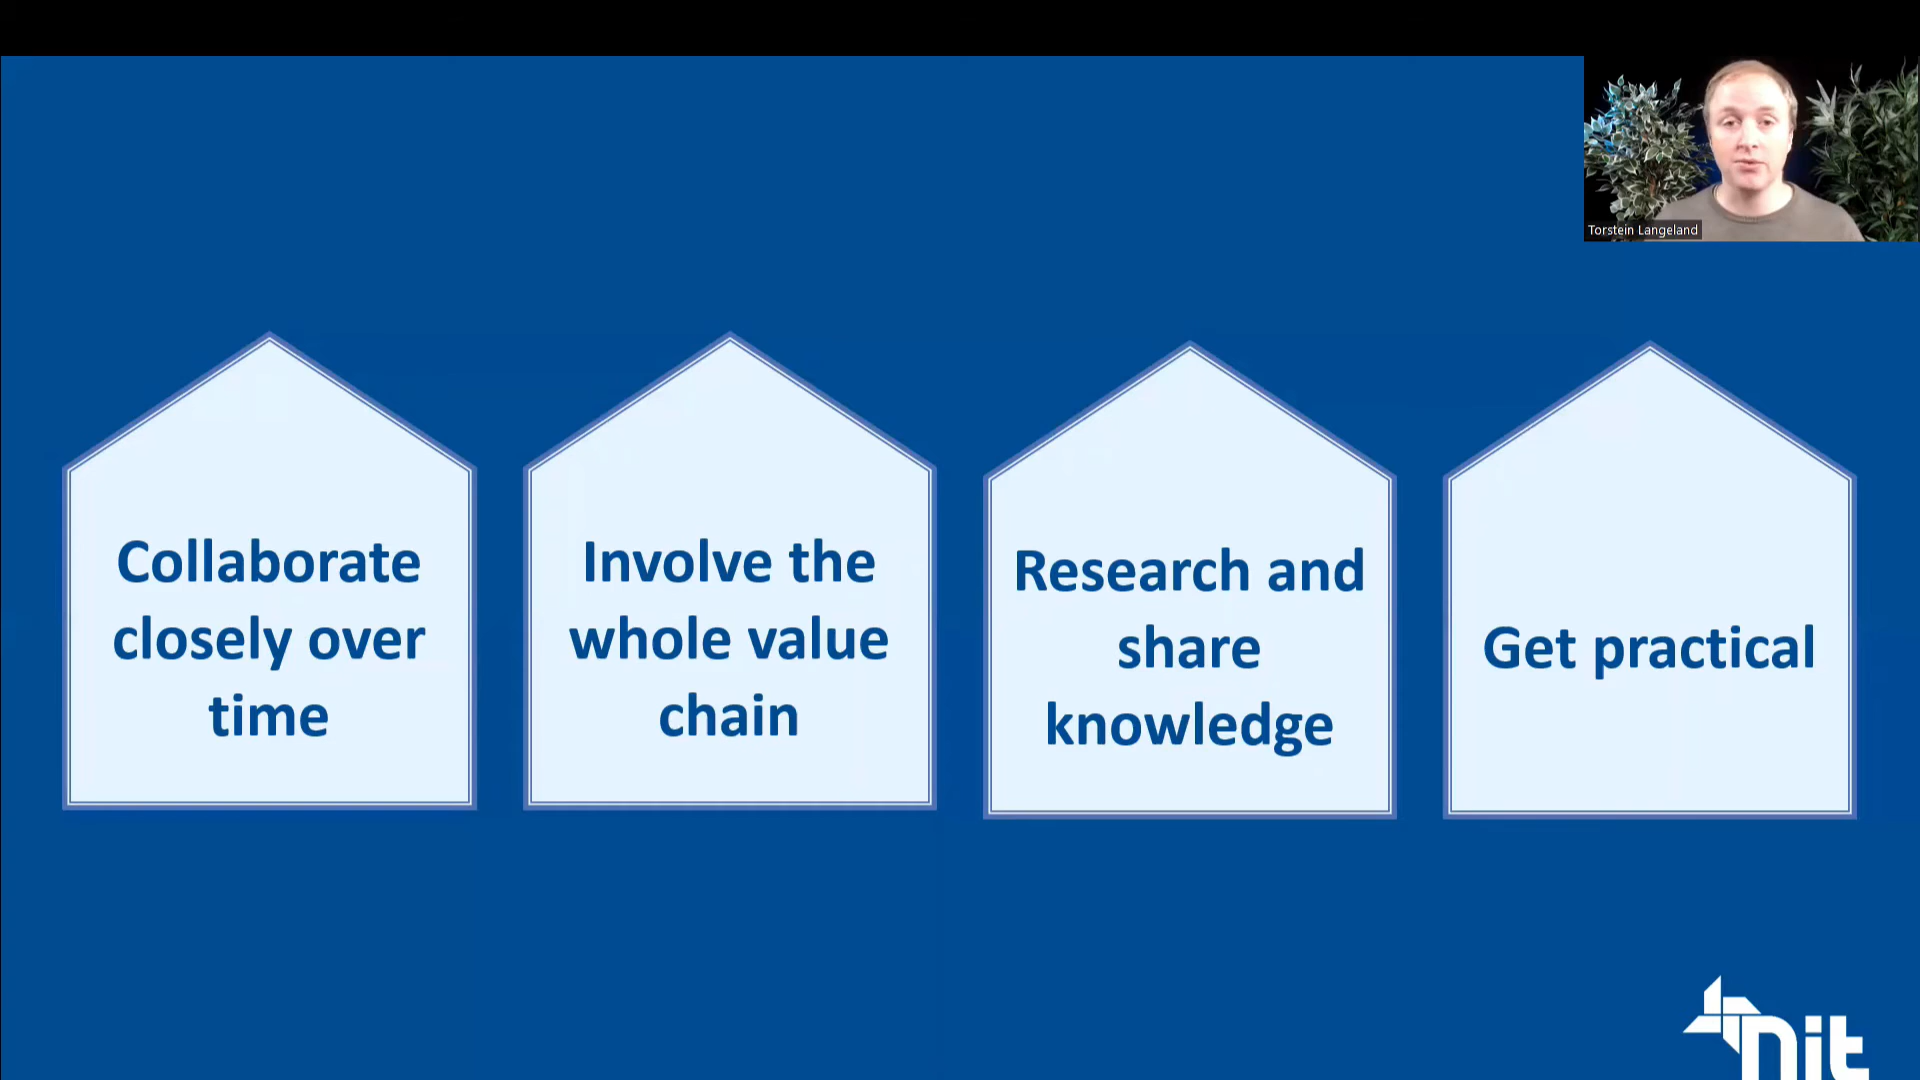 Torstein Langeland
Collaborate
closely over
time
Involve the
whole value
chain
Research and
share
knowledge
Get practical
nit